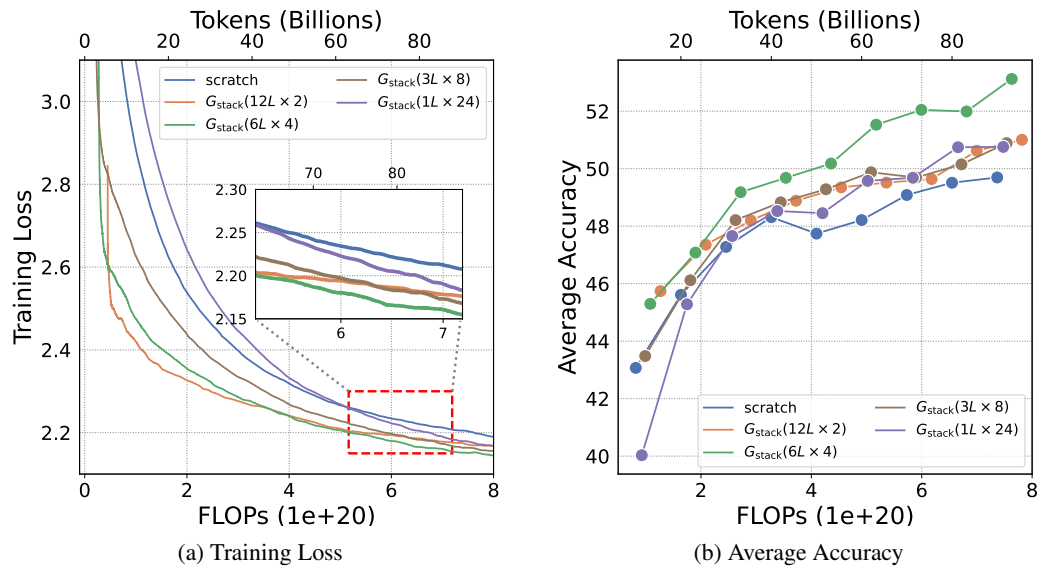 Tokens (Billions)
0 20 40 60 80
3.0
2.8
2.6
2.4
2.2
Training Loss
scratch
G_stack(12L × 2)
G_stack(6L × 4)
G_stack(3L × 8)
G_stack(1L × 24)
70 80
2.30
2.25
2.20
2.15
6 7
0 2 4 6 8
FLOPs (1e+20)
(a) Training Loss
Tokens (Billions)
20 40 60 80
52
50
48
46
44
42
40
Average Accuracy
scratch
G_stack(12L × 2)
G_stack(6L × 4)
G_stack(3L × 8)
G_stack(1L × 24)
2 4 6 8
FLOPs (1e+20)
(b) Average Accuracy